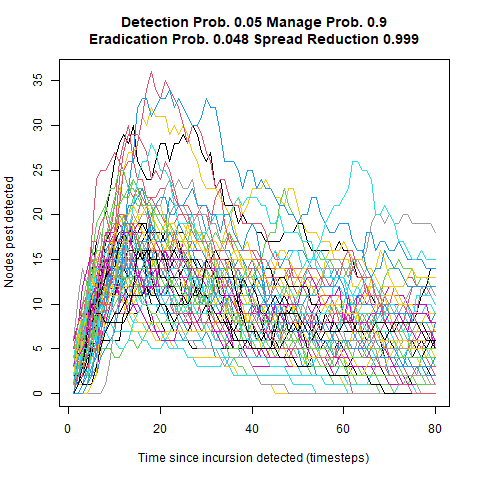 Detection Prob. 0.05 Manage Prob. 0.9
Eradication Prob. 0.048 Spread Reduction 0.999
Nodes pest detected
35
30
25
20
15
10
5
0
0 20 40 60 80
Time since incursion detected (timesteps)